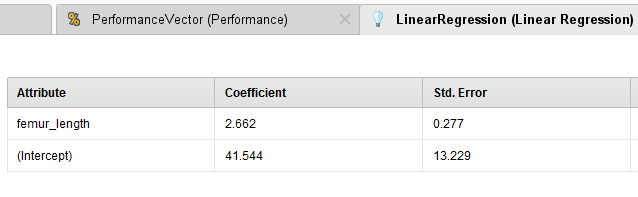 PerformanceVector (Performance) LinearRegression (Linear Regression)
Attribute Coefficient Std. Error
femur_length 2.662 0.277
(Intercept) 41.544 13.229